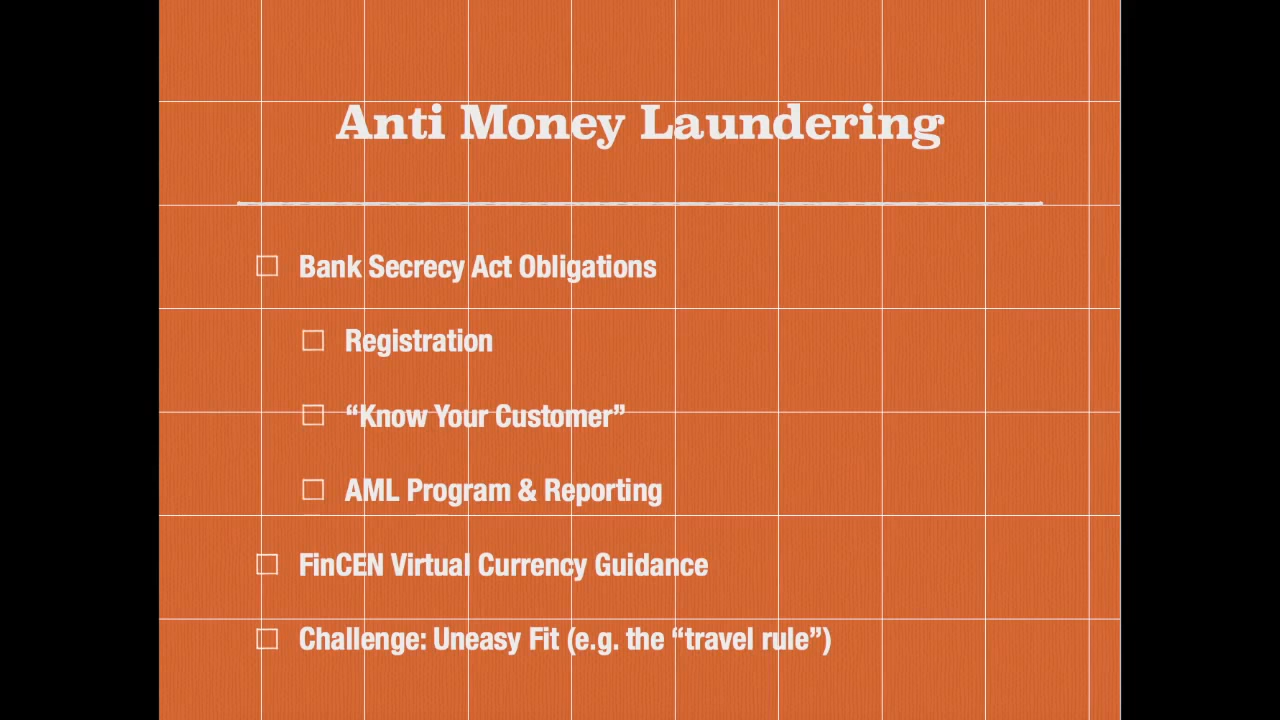 Anti Money Laundering
Bank Secrecy Act Obligations
Registration
“Know Your Customer”
AML Program & Reporting
FinCEN Virtual Currency Guidance
Challenge: Uneasy Fit (e.g. the “travel rule”)